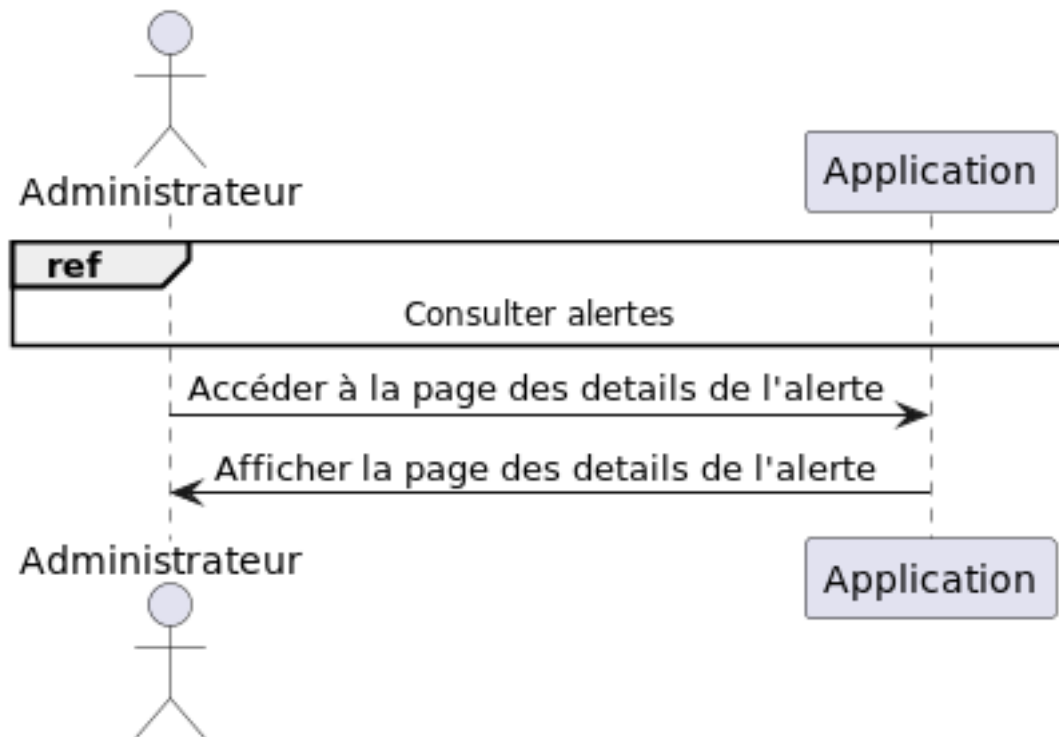 Administrateur
Application
ref
Consulter alertes
Accéder à la page des details de l'alerte
Afficher la page des details de l'alerte
Administrateur
Application